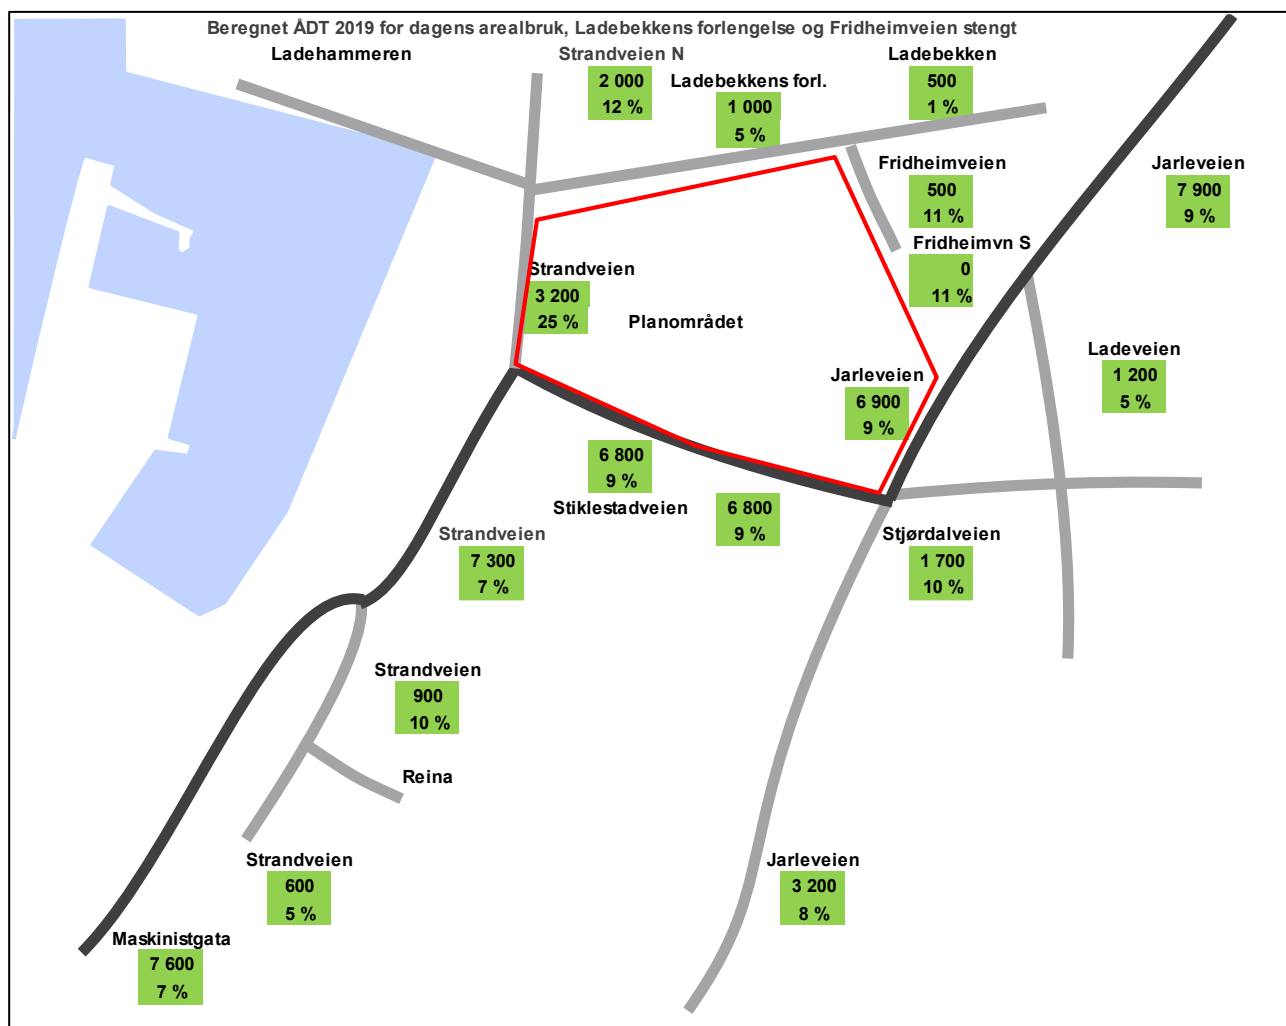 Beregnet ÅDT 2019 for dagens arealbruk, Ladebekkens forlengelse og Fridheimveien stengt
Ladehammeren
Strandveien N
2 000
12 %
Ladebekkens forl.
1 000
5 %
Ladebekken
500
1 %
Fridheimveien
500
11 %
Jarleveien
7 900
9 %
Fridheimvn S
0
11 %
Strandveien
3 200
25 %
Planområdet
Ladeveien
1 200
5 %
Jarleveien
6 900
9 %
6 800
9 %
Stiklestadveien
6 800
9 %
Strandveien
7 300
7 %
Stjørdalveien
1 700
10 %
Strandveien
900
10 %
Reina
Strandveien
600
5 %
Jarleveien
3 200
8 %
Maskinistgata
7 600
7 %